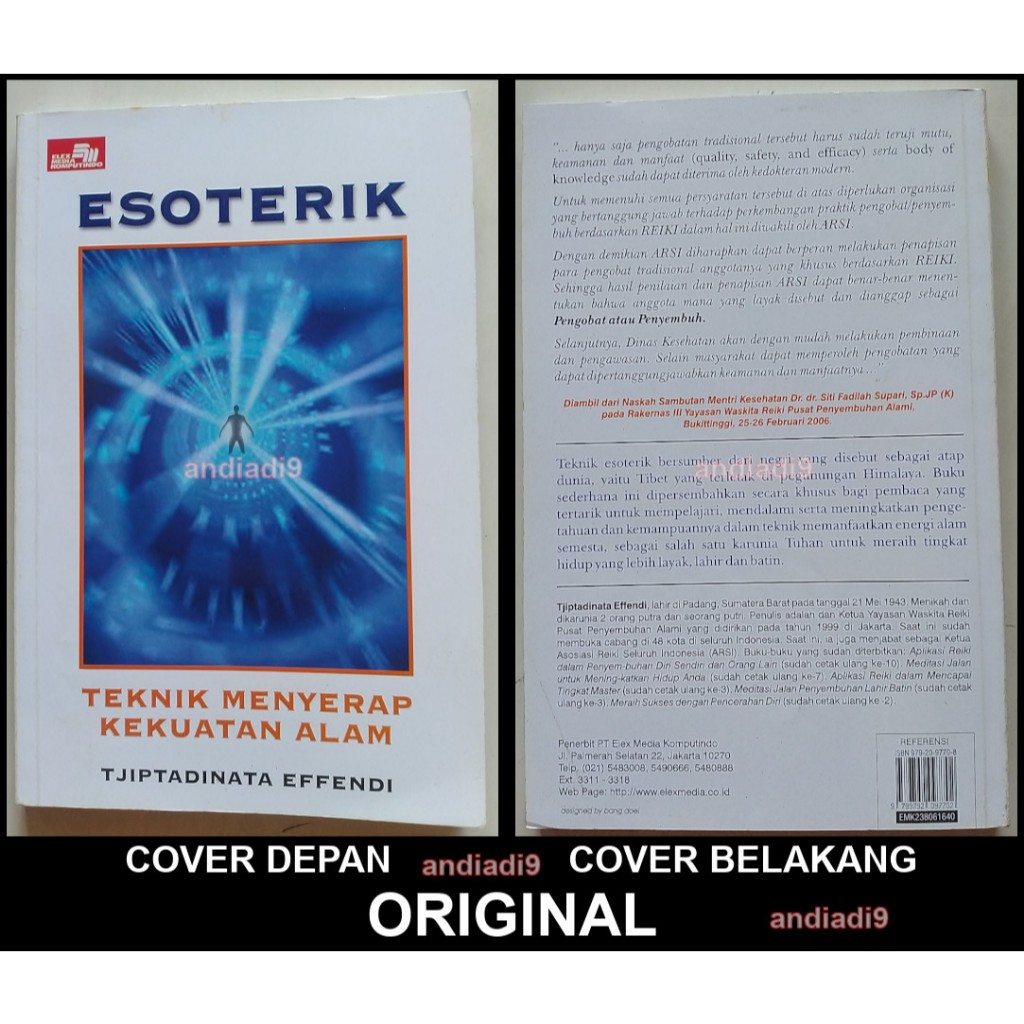 ELEX
MEDIA
KOMPUTINDO
ESOTERIK
andiadi9
TEKNIK MENYERAP
KEKUATAN ALAM
TJIPTADINATA EFFENDI
"... hanya saja pengobatan tradisional tersebut harus sudah teruji mutu,
keamanan dan manfaat (quality, safety, and efficacy) serta body of
knowledge sudah dapat diterima oleh kedokteran modern.
Untuk memenuhi semua persyaratan tersebut di atas diperlukan organisasi
yang bertanggung jawab terhadap perkembangan praktik pengobat/penyem-
buh berdasarkan REIKI dalam hal ini diwakili oleh ARSI.
Dengan demikian ARSI diharapkan dapat berperan melakukan penapisan
para pengobat tradisional anggotanya yang khusus berdasarkan REIKI.
Sehingga hasil penilaian dan penapisan ARSI dapat benar-benar menen-
tukan bahwa anggota mana yang layak disebut dan dianggap sebagai
Pengobat atau Penyembuh.
Selanjutnya, Dinas Kesehatan akan dengan mudah melakukan pembinaan
dan pengawasan. Selain masyarakat dapat memperoleh pengobatan yang
dapat dipertanggungjawabkan keamanan dan manfaatnya... "
Diambil dari Naskah Sambutan Mentri Kesehatan Dr. dr. Siti Fadilah Supari, Sp.JP (K)
pada Rakernas III Yayasan Waskita Reiki Pusat Penyembuhan Alami,
Bukittinggi, 25-26 Februari 2006.
Teknik esoterik bersumber dari negri yang disebut sebagai atap
andiadi9
dunia, yaitu Tibet yang terletak di pegunungan Himalaya. Buku
sederhana ini dipersembahkan secara khusus bagi pembaca yang
tertarik untuk mempelajari, mendalami serta meningkatkan penge-
tahuan dan kemampuannya dalam teknik memanfaatkan energi alam
semesta, sebagai salah satu karunia Tuhan untuk meraih tingkat
hidup yang lebih layak, lahir dan batin.
Tjiptadinata Effendi, lahir di Padang, Sumatera Barat pada tanggal 21 Mei 1943. Menikah dan
dikarunia 2 orang putra dan seorang putri. Penulis adalah dan Ketua Yayasan Waskita Reiki
Pusat Penyembuhan Alami yang didirikan pada tahun 1999 di Jakarta. Saat ini sudah
membuka cabang di 48 kota di seluruh Indonesia. Saat ini, ia juga menjabat sebagai Ketua
Asosiasi Reiki Seluruh Indonesia (ARSI). Buku-buku yang sudah diterbitkan: Aplikasi Reiki
dalam Penyem-buhan Diri Sendiri dan Orang Lain (sudah cetak ulang ke-10), Meditasi Jalan
untuk Mening-katkan Hidup Anda (sudah cetak ulang ke-7), Aplikasi Reiki dalam Mencapai
Tingkat Master (sudah cetak ulang ke-3), Meditasi Jalan Penyembuhan Lahir Batin (sudah cetak
ulang ke-3), Meraih Sukses dengan Pencerahan Diri (sudah cetak ulang ke-2).
Penerbit PT Elex Media Komputindo
Jl. Palmerah Selatan 22, Jakarta 10270
Telp. (021) 5483008, 5490666, 5480888
Ext. 3311 - 3318
Web Page: http://www.elexmedia.co.id
designed by bang doel
REFERENSI
ISBN 979-20-9770-8
9 789792 097702
EMK238061640
COVER DEPAN
andiadi9
COVER BELAKANG
ORIGINAL
andiadi9